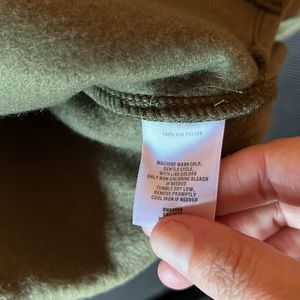 100% POLYESTER
MACHINE WASH COLD,
GENTLE CYCLE,
WITH LIKE COLORS
ONLY NON-CHLORINE BLEACH
IF NEEDED
TUMBLE DRY LOW,
REMOVE PROMPTLY
COOL IRON IF NEEDED